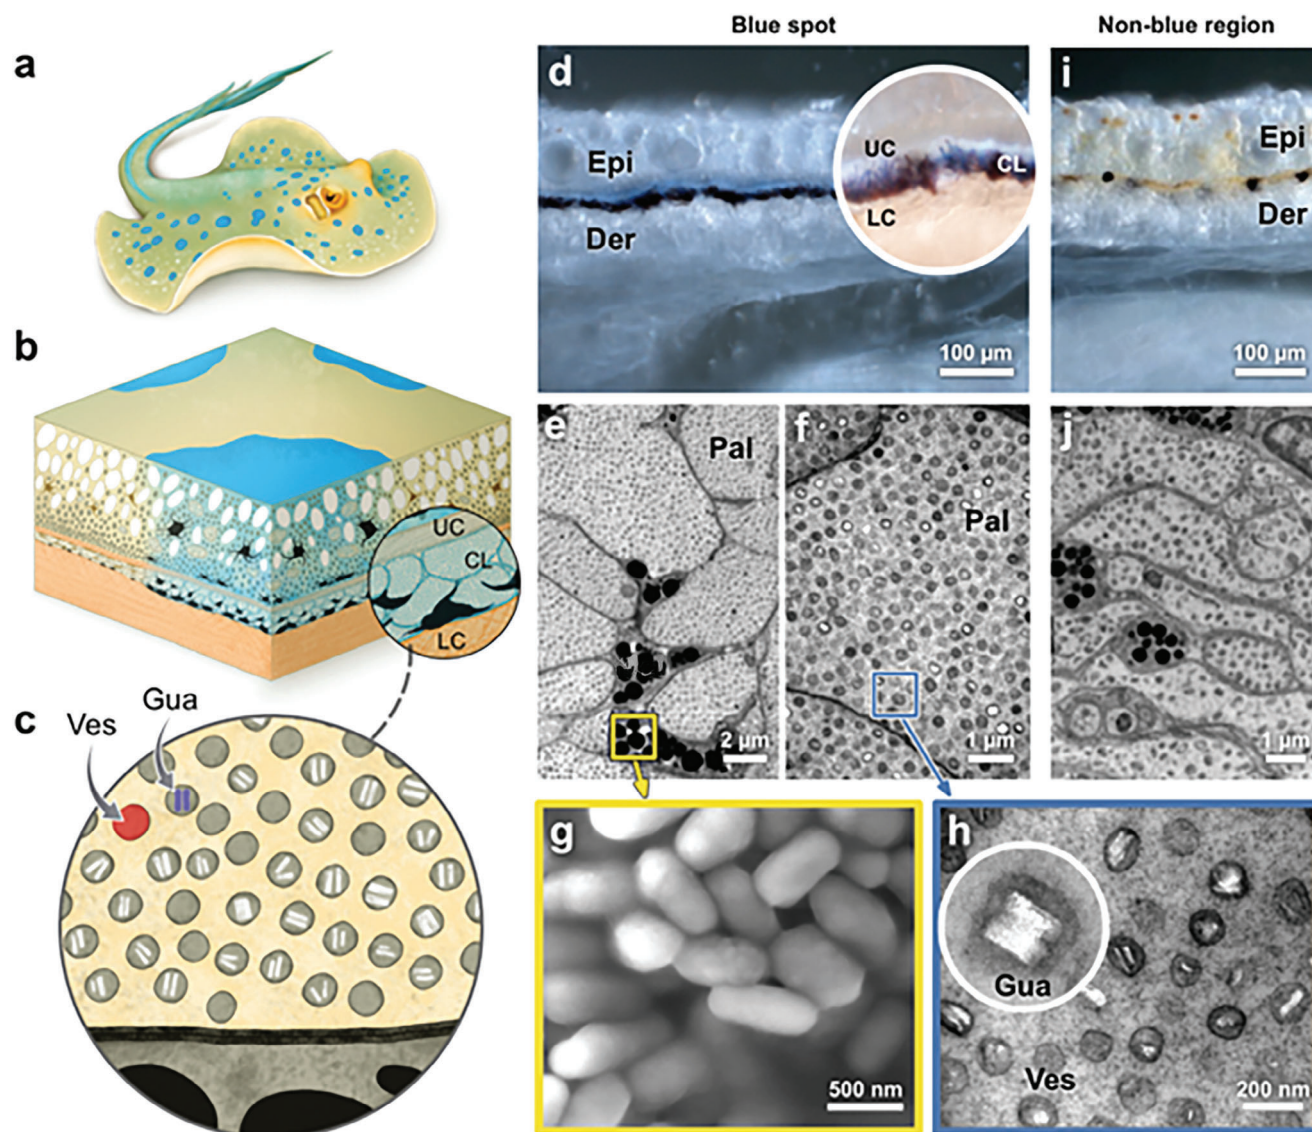 Blue spot
Non-blue region
a
d
UC
CL
LC
Epi
Der
100 µm
i
Epi
Der
100 µm
b
UC
CL
LC
e
Pal
2 µm
f
Pal
1 µm
j
1 µm
c
Ves
Gua
g
500 nm
h
Gua
Ves
200 nm